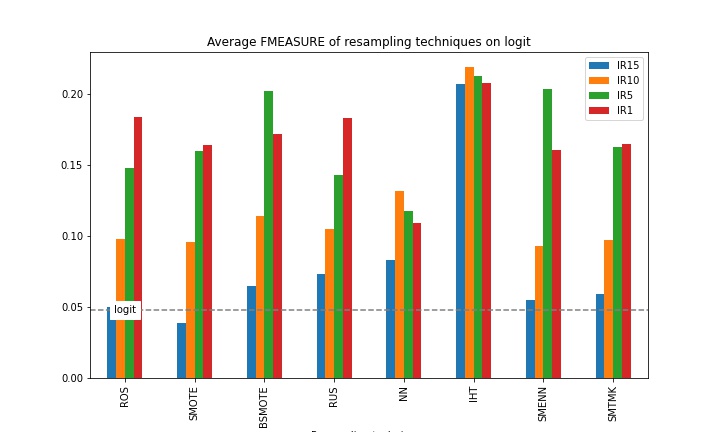 Average FMEASURE of resampling techniques on logit
IR15
IR10
IR5
IR1
0.20
0.15
0.10
0.05
0.00
logit
ROS
SMOTE
BSMOTE
RUS
NN
IHT
SMENN
SMTMK